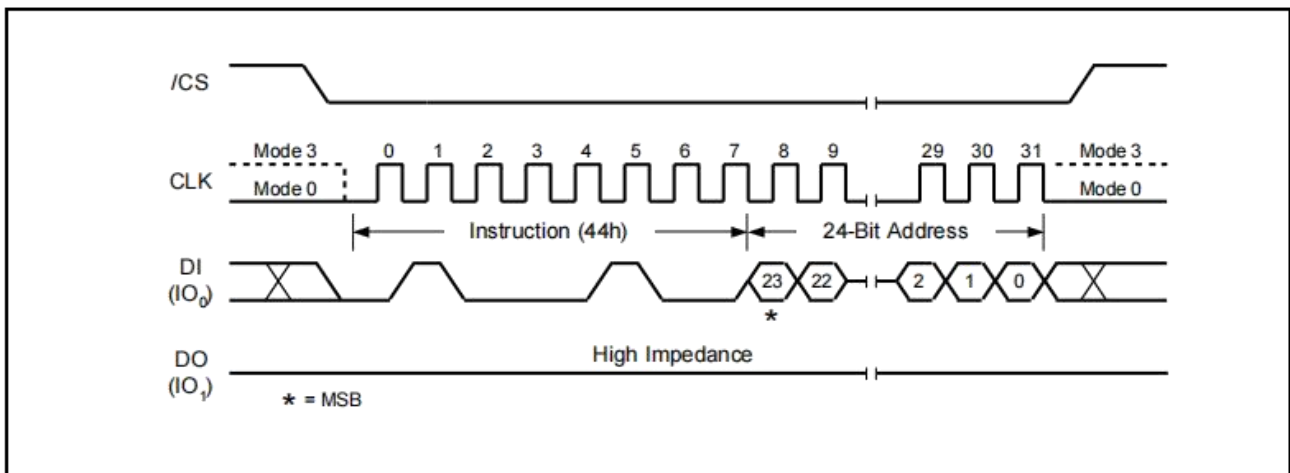 /CS
Mode 3 0 1 2 3 4 5 6 7 8 9 29 30 31 Mode 3
CLK
Mode 0 Mode 0
Instruction (44h) 24-Bit Address
DI
(IO₀) 23 22 2 1 0
*
High Impedance
DO
(IO₁)
* = MSB